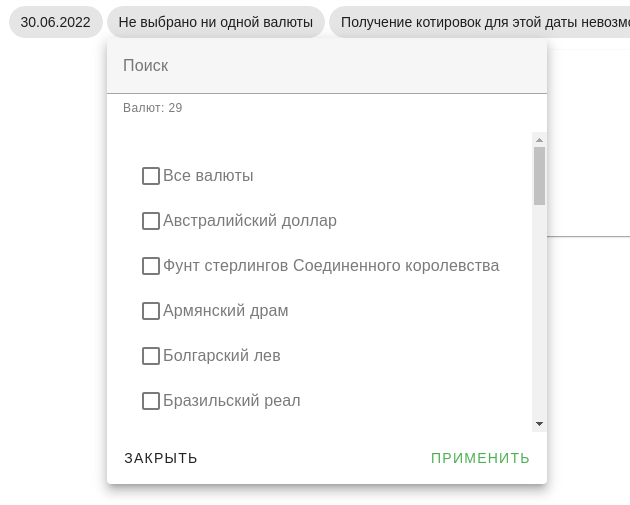 30.06.2022
Не выбрано ни одной валюты
Получение котировок для этой даты
Поиск
Валют: 29
Все валюты
Австралийский доллар
Фунт стерлингов Соединенного королевства
Армянский драм
Болгарский лев
Бразильский реал
ЗАКРЫТЬ
ПРИМЕНИТЬ